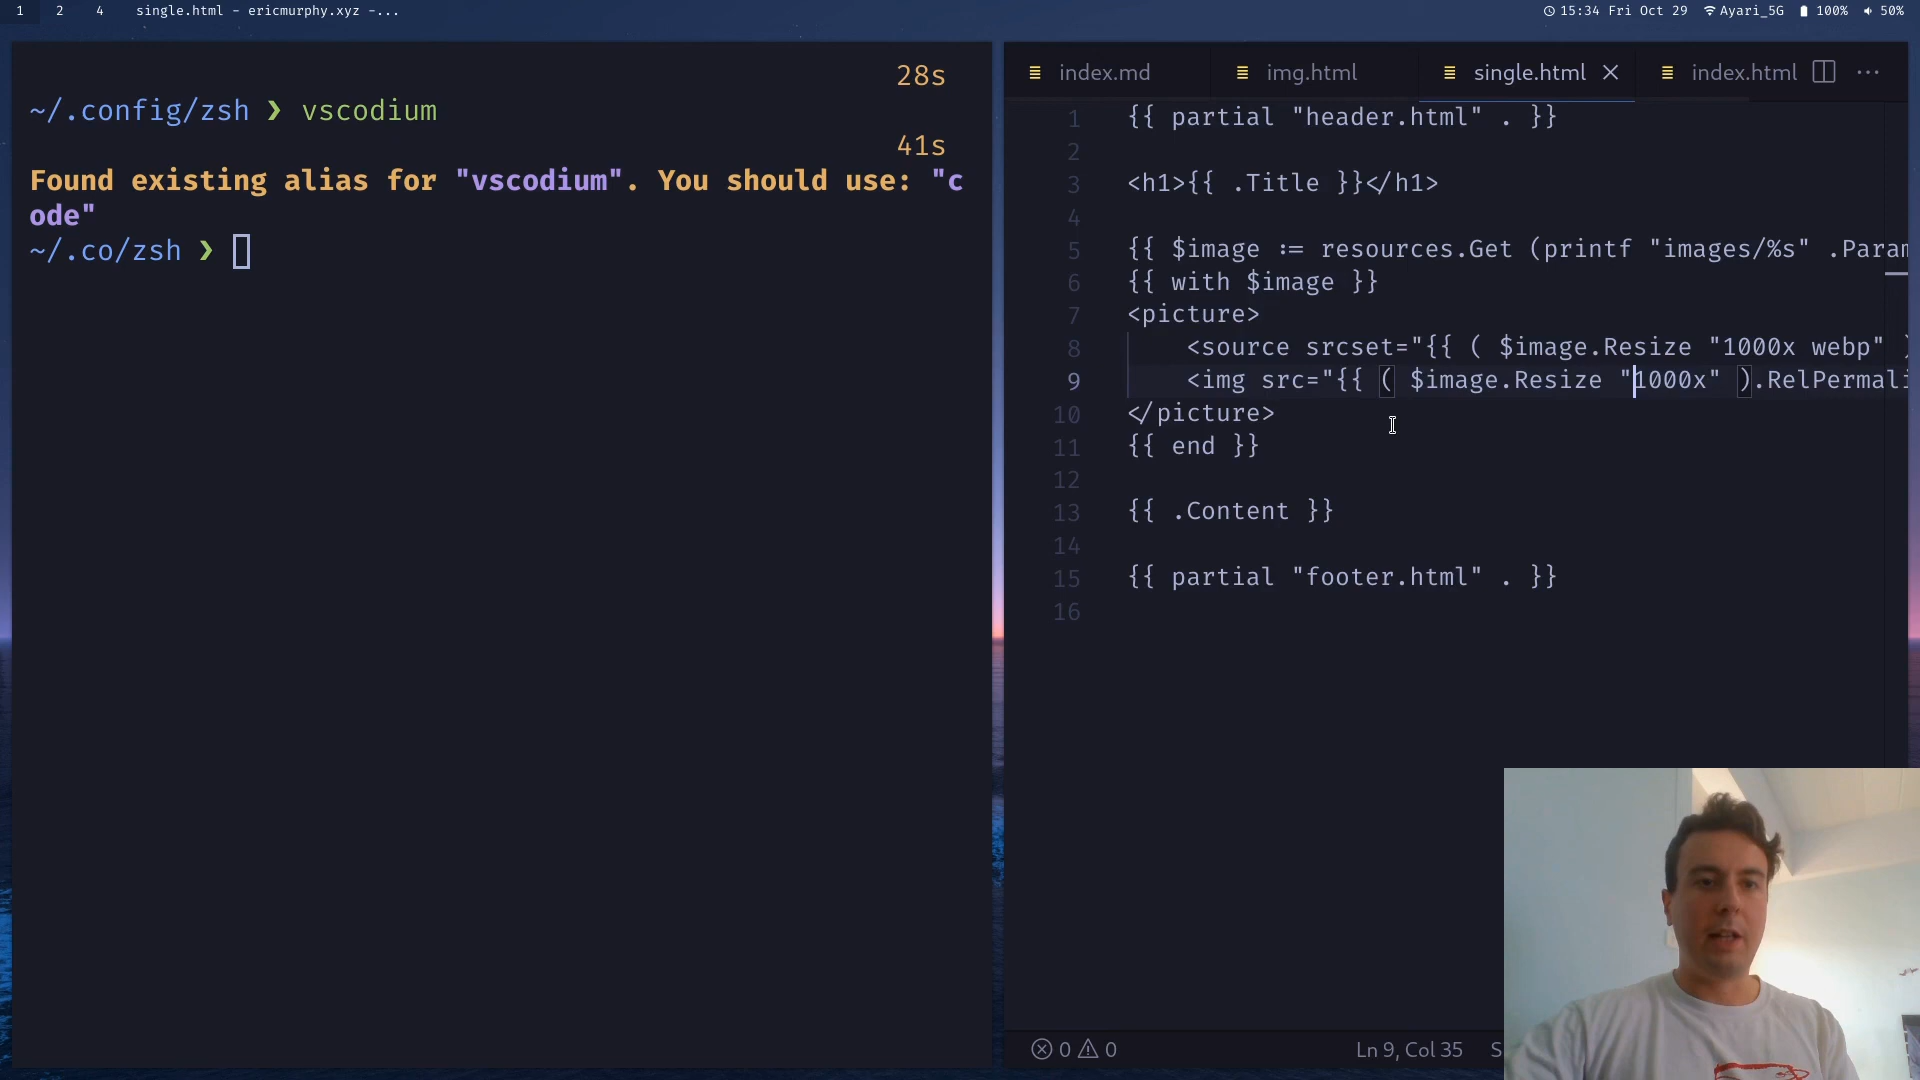 1 2 4 single.html - ericmurphy.xyz -... 15:34 Fri Oct 29 Ayari_5G 100% 50%
28s
~/.config/zsh ❯ vscodium
41s
Found existing alias for "vscodium". You should use: "c
ode"
~/.co/zsh ❯
index.md img.html single.html index.html
1 {{ partial "header.html" . }}
2
3 <h1>{{ .Title }}</h1>
4
5 {{ $image := resources.Get (printf "images/%s" .Param
6 {{ with $image }}
7 <picture>
8 <source srcset="{{ ( $image.Resize "1000x webp" )
9 <img src="{{ ( $image.Resize "1000x" ).RelPermali
10 </picture>
11 {{ end }}
12
13 {{ .Content }}
14
15 {{ partial "footer.html" . }}
16
0 0 Ln 9, Col 35 S